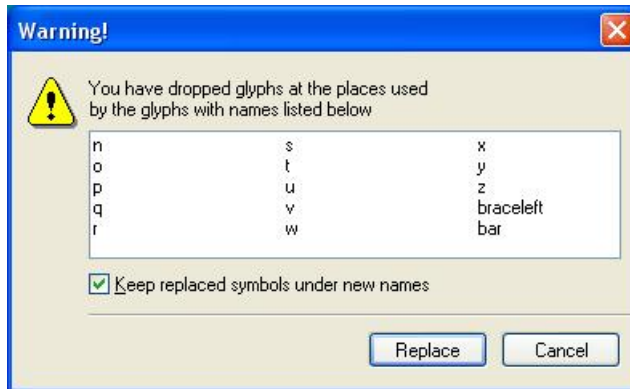 Warning!
You have dropped glyphs at the places used
by the glyphs with names listed below
n s x
o t y
p u z
q v braceleft
r w bar
Keep replaced symbols under new names
Replace Cancel